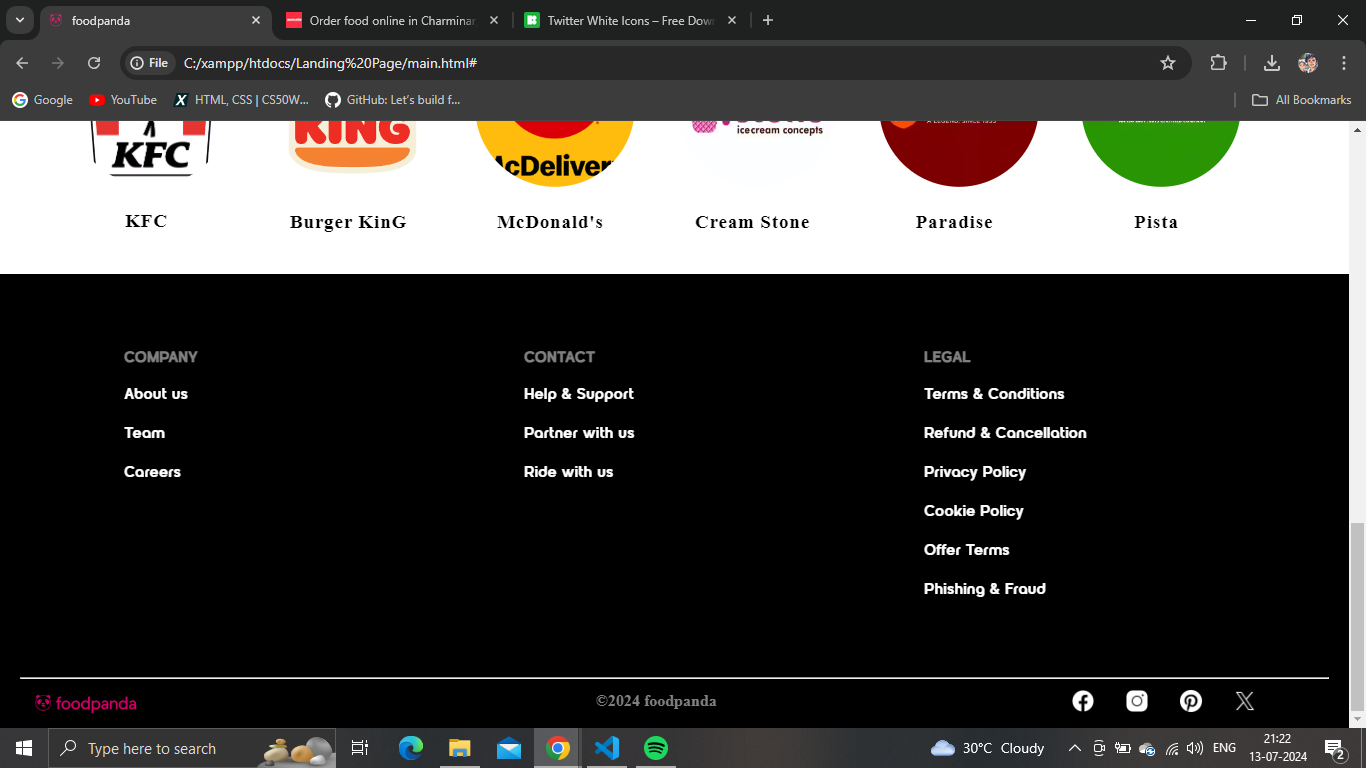 foodpanda
Order food online in Charminar
Twitter White Icons – Free Dow
File
C:/xampp/htdocs/Landing%20Page/main.html#
Google
YouTube
HTML, CSS | CS50W...
GitHub: Let's build f...
All Bookmarks
KFC
KING
McDeliver
icecream concepts
KFC
Burger KinG
McDonald's
Cream Stone
Paradise
Pista
COMPANY
About us
Team
Careers
CONTACT
Help & Support
Partner with us
Ride with us
LEGAL
Terms & Conditions
Refund & Cancellation
Privacy Policy
Cookie Policy
Offer Terms
Phishing & Fraud
foodpanda
©2024 foodpanda
Type here to search
30°C Cloudy
ENG
21:22
13-07-2024
2